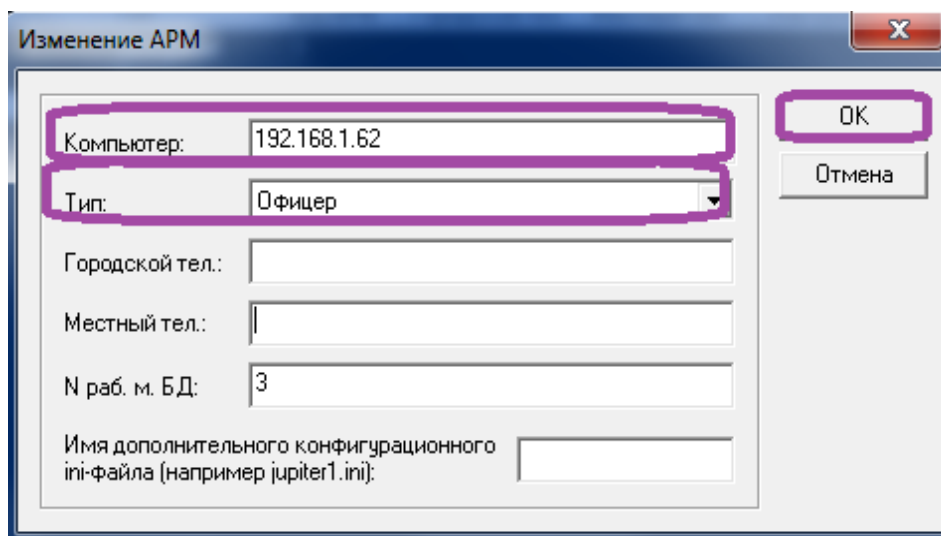 Изменение АРМ
Компьютер: 192.168.1.62
OK
Тип: Офицер
Отмена
Городской тел.:
Местный тел.:
N раб. м. БД: 3
Имя дополнительного конфигурационного
ini-файла (например jupiter1.ini):